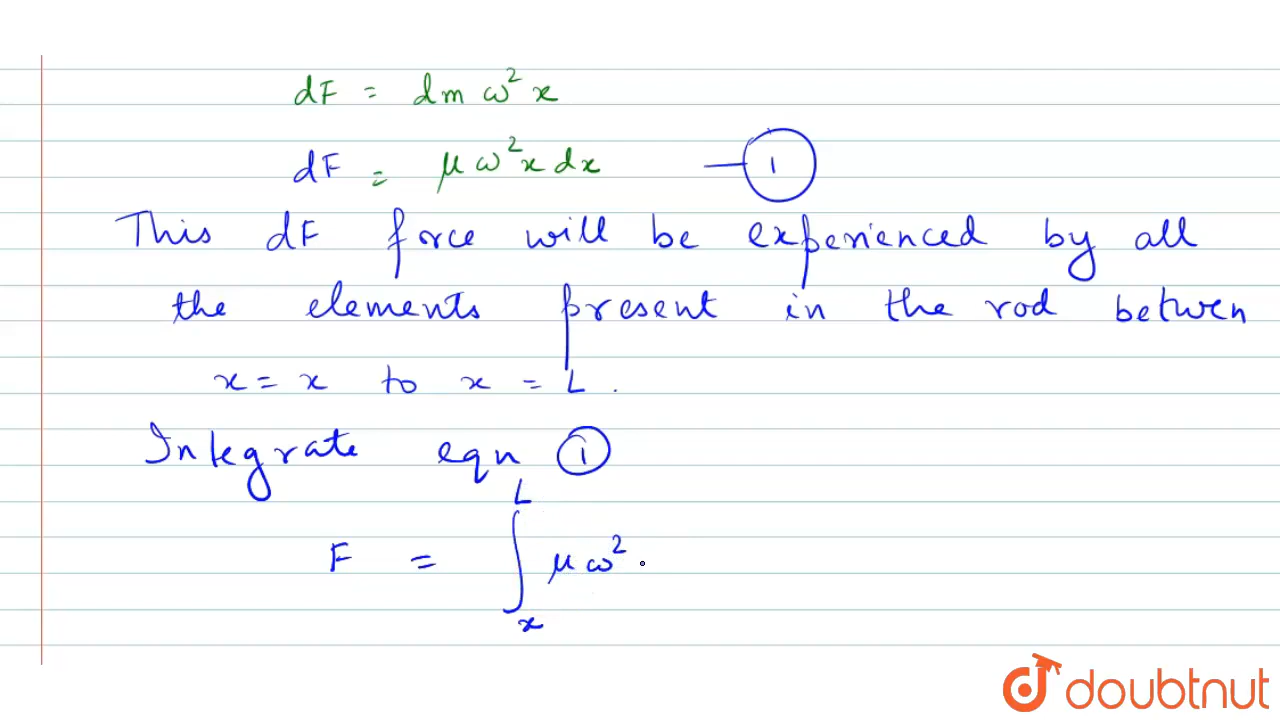 dF = dm ω² x
dF = μ ω² x dx — ①
This dF force will be experienced by all
the elements present in the rod betwen
x = x to x = L .
Integrate eqn ①
F = ∫ₓᴸ μ ω²
doubtnut